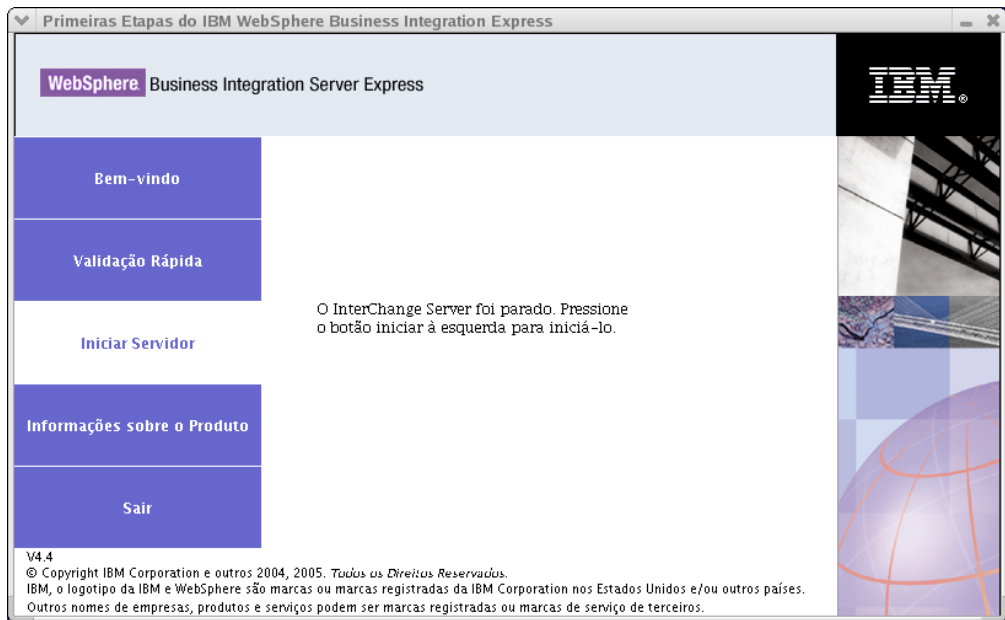 Primeiras Etapas do IBM WebSphere Business Integration Express
WebSphere. Business Integration Server Express
IBM®
Bem-vindo
Validação Rápida
O InterChange Server foi parado. Pressione
o botão iniciar à esquerda para iniciá-lo.
Iniciar Servidor
Informações sobre o Produto
Sair
V4.4
© Copyright IBM Corporation e outros 2004, 2005. Todos os Direitos Reservados.
IBM, o logotipo da IBM e WebSphere são marcas ou marcas registradas da IBM Corporation nos Estados Unidos e/ou outros países.
Outros nomes de empresas, produtos e serviços podem ser marcas registradas ou marcas de serviço de terceiros.